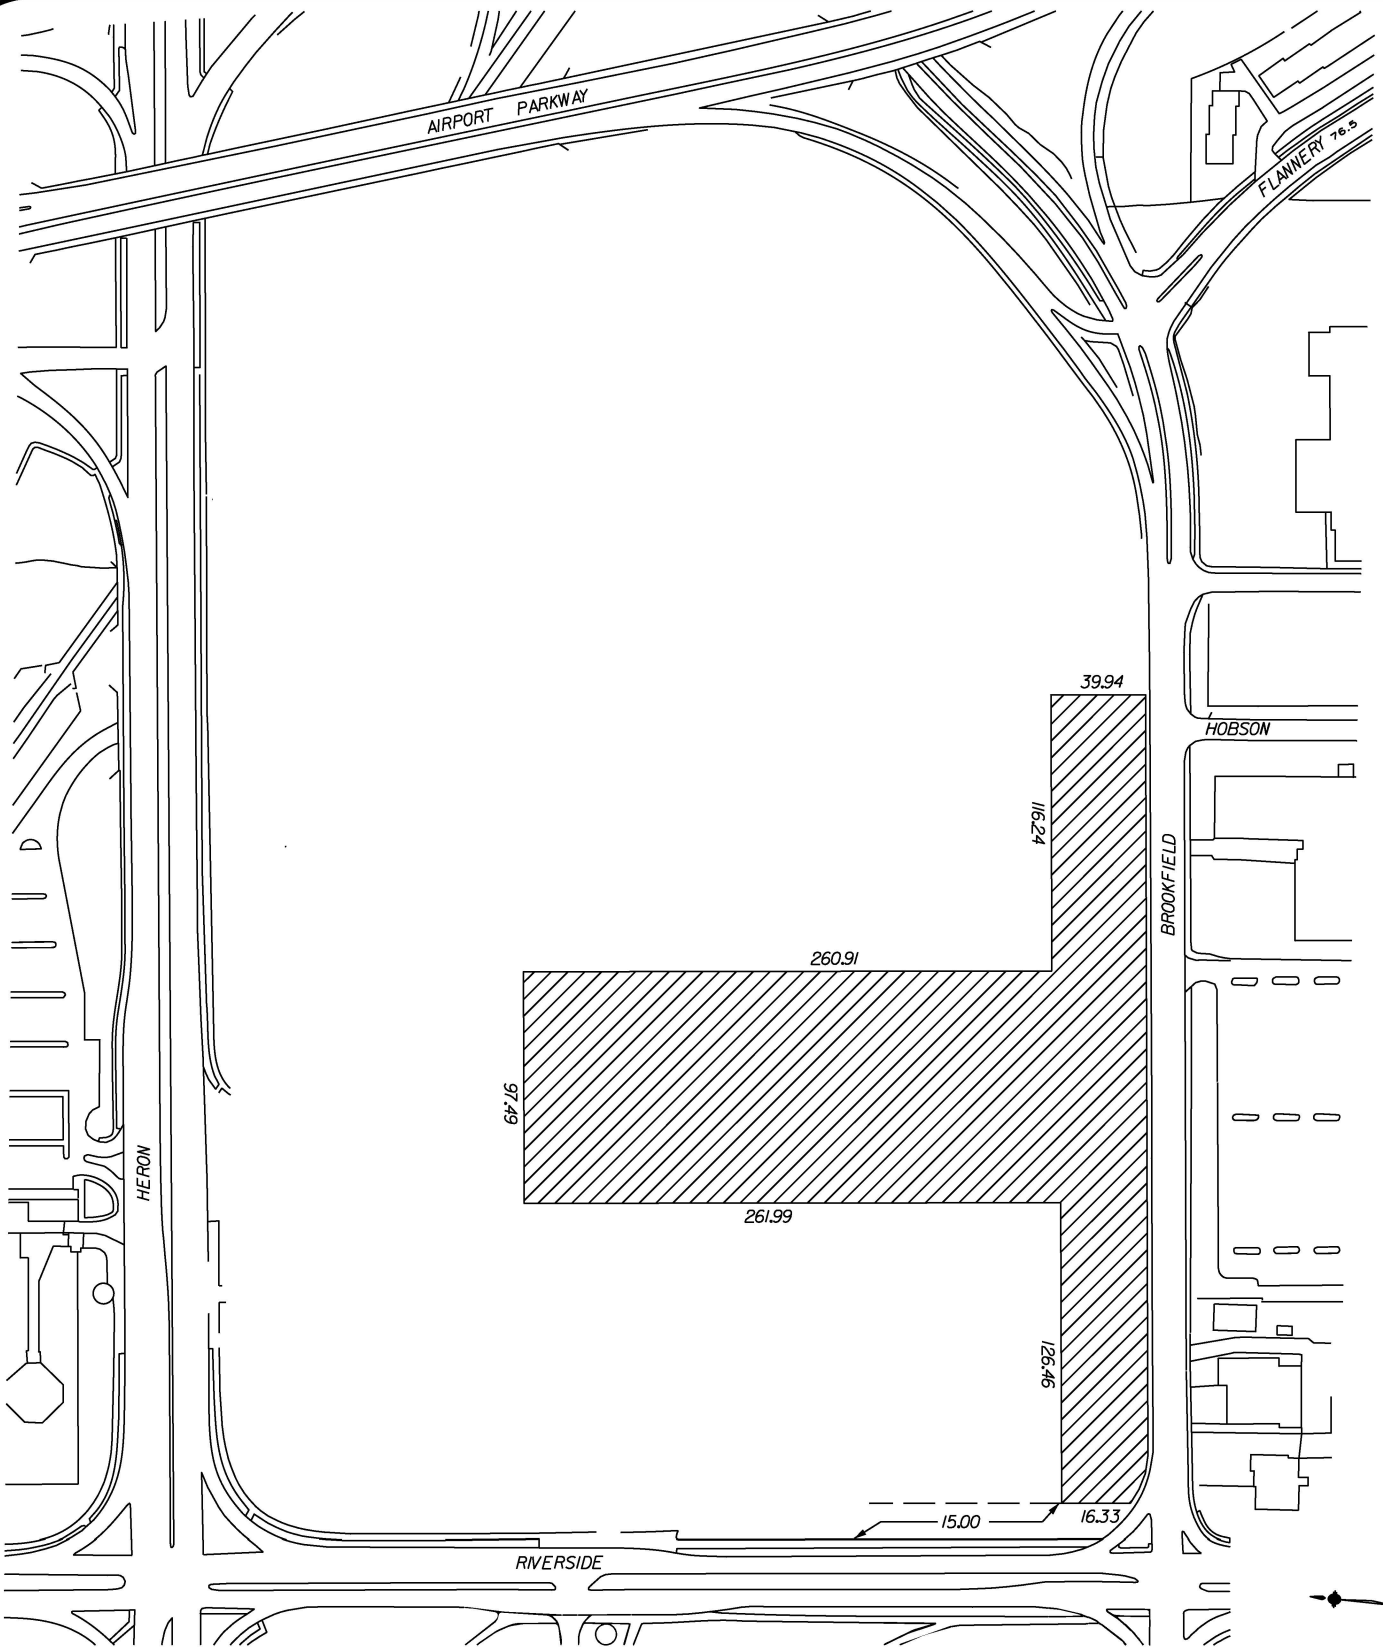 AIRPORT PARKWAY
FLANNERY 76.5
39.94
HOBSON
116.24
BROOKFIELD
260.91
97.49
HERON
261.99
126.46
16.33
15.00
RIVERSIDE